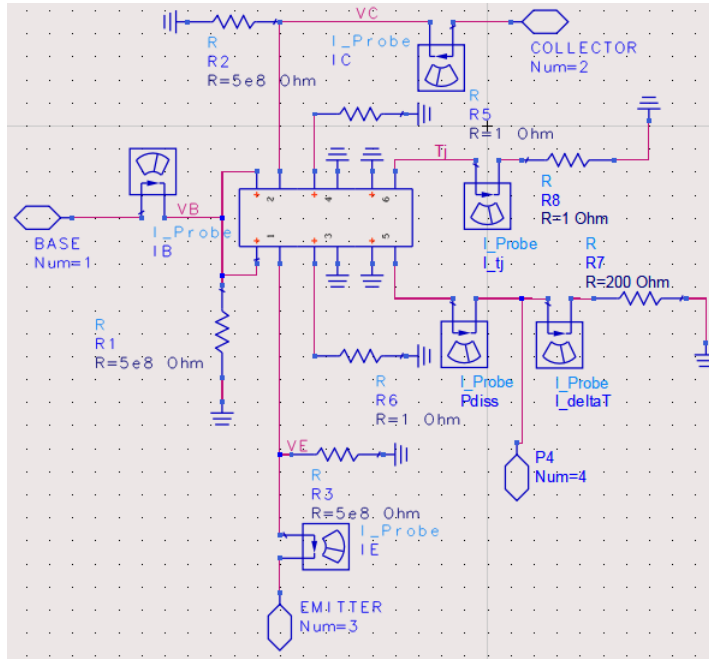 VC
R
R2
R=5e8 Ohm
I_Probe
IC
COLLECTOR
Num=2
R
R5
R=1 Ohm
Tj
R
R8
R=1 Ohm
I_Probe
I_tj
VB
BASE
Num=1
I_Probe
IB
2
4
6
1
3
5
R
R7
R=200 Ohm
R
R1
R=5e8 Ohm
R
R6
R=1 Ohm
I_Probe
Pdiss
I_Probe
I_deltaT
VE
R
R3
R=5e8 Ohm
P4
Num=4
I_Probe
IE
EMITTER
Num=3